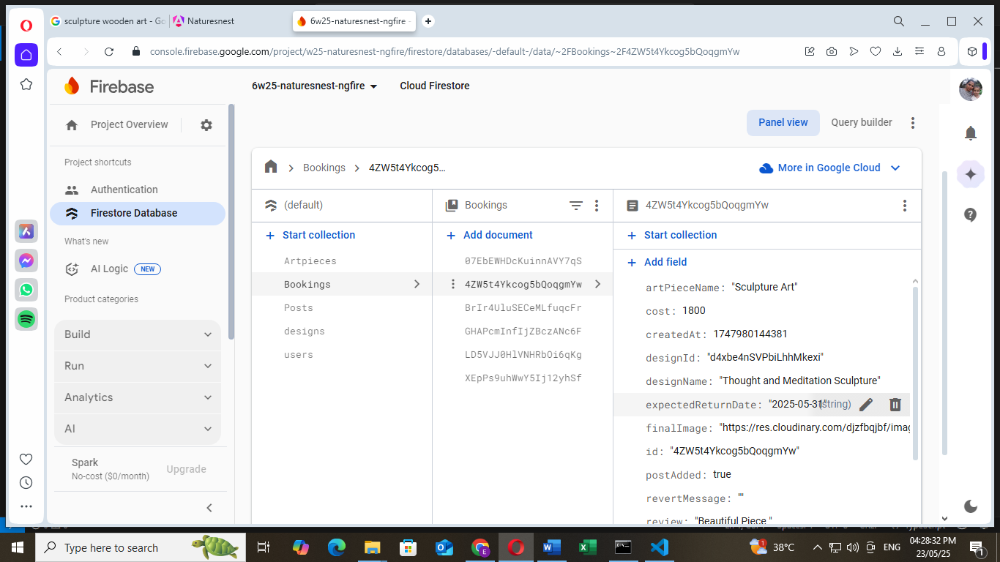 sculpture wooden art - Go
Naturesnest
6w25-naturesnest-ngfire
console.firebase.google.com/project/w25-naturesnest-ngfire/firestore/databases/-default-/data/~2FBookings~2F4ZW5t4Ykcog5bQoqgmYw
Firebase
6w25-naturesnest-ngfire
Cloud Firestore
Project Overview
Panel view
Query builder
Project shortcuts
Bookings
4ZW5t4Ykcog5...
More in Google Cloud
Authentication
Firestore Database
(default)
Bookings
4ZW5t4Ykcog5bQoqgmYw
What's new
Start collection
Add document
Start collection
AI Logic
NEW
Artpieces
07EbEWHDcKuinnAVY7qS
Add field
Bookings
4ZW5t4Ykcog5bQoqgmYw
artPieceName: "Sculpture Art"
Product categories
Posts
BrIr4UluSECeMLfuqcFr
cost: 1800
Build
designs
GHAPcmInfIjZBczANc6F
createdAt: 1747980144381
Run
users
LD5VJJ0HlVNHRbOi6qKg
designId: "d4xbe4nSVPbiLhhMkexi"
Analytics
XEpPs9uhWwY5Ij12yhSf
designName: "Thought and Meditation Sculpture"
AI
expectedReturnDate: "2025-05-31" (string)
finalImage: "https://res.cloudinary.com/djzfbqjbf/imag
id: "4ZW5t4Ykcog5bQoqgmYw"
Spark
No-cost ($0/month)
Upgrade
postAdded: true
revertMessage: ""
review: "Beautiful Piece."
Type here to search
38°C
ENG
04:28:32 PM
23/05/25
1